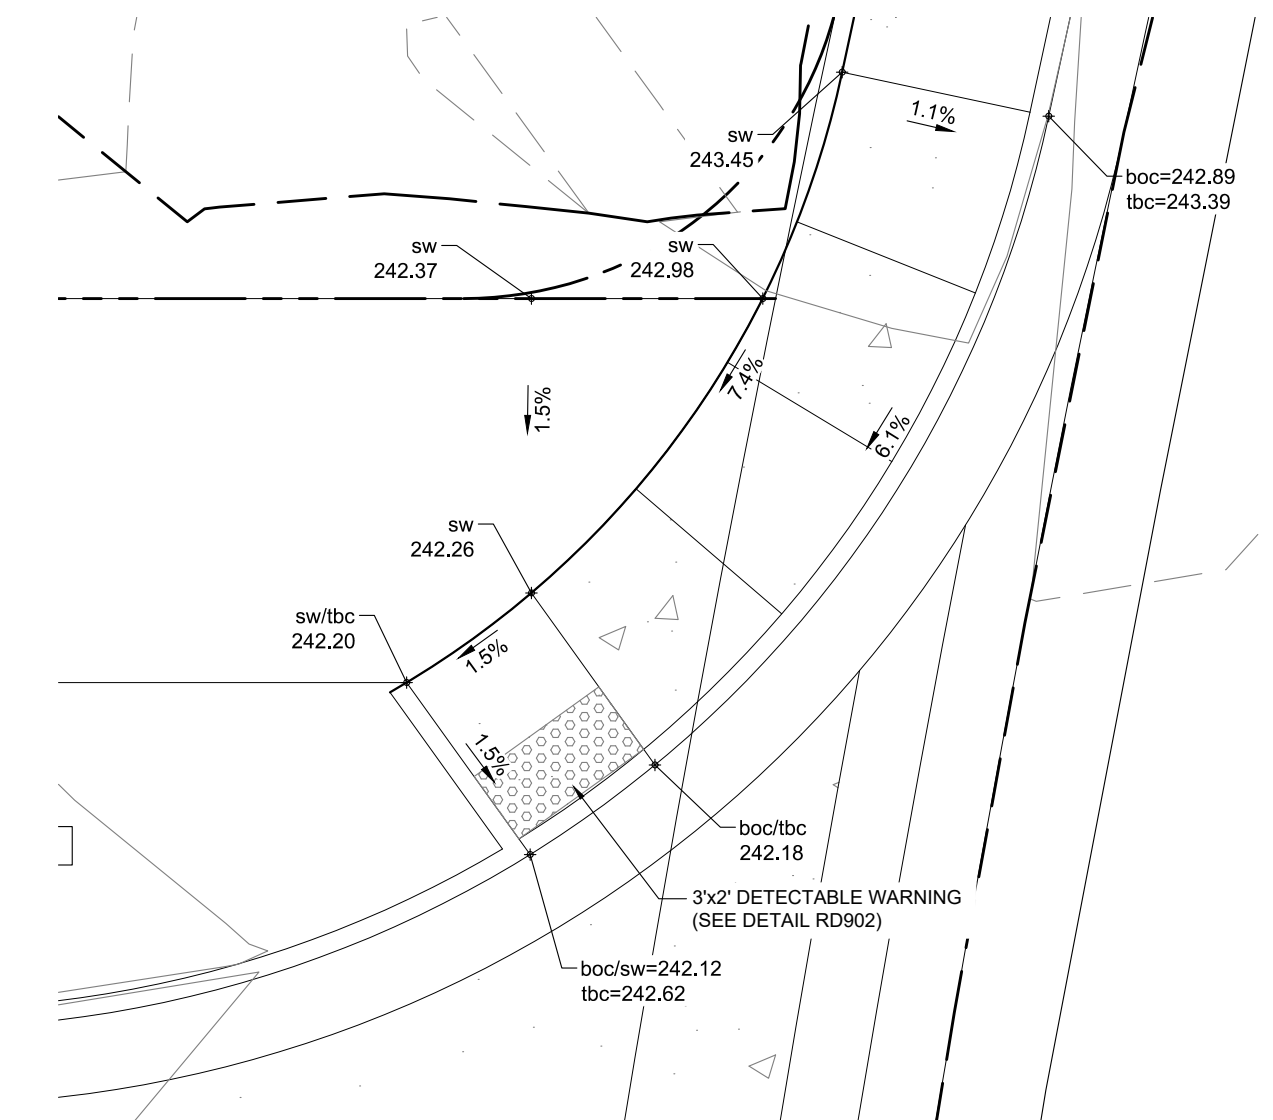 1.1%
sw
243.45
boc=242.89
tbc=243.39
sw
242.37
sw
242.98
7.4%
1.5%
6.1%
sw
242.26
sw/tbc
242.20
1.5%
1.5%
boc/tbc
242.18
3'x2' DETECTABLE WARNING
(SEE DETAIL RD902)
boc/sw=242.12
tbc=242.62